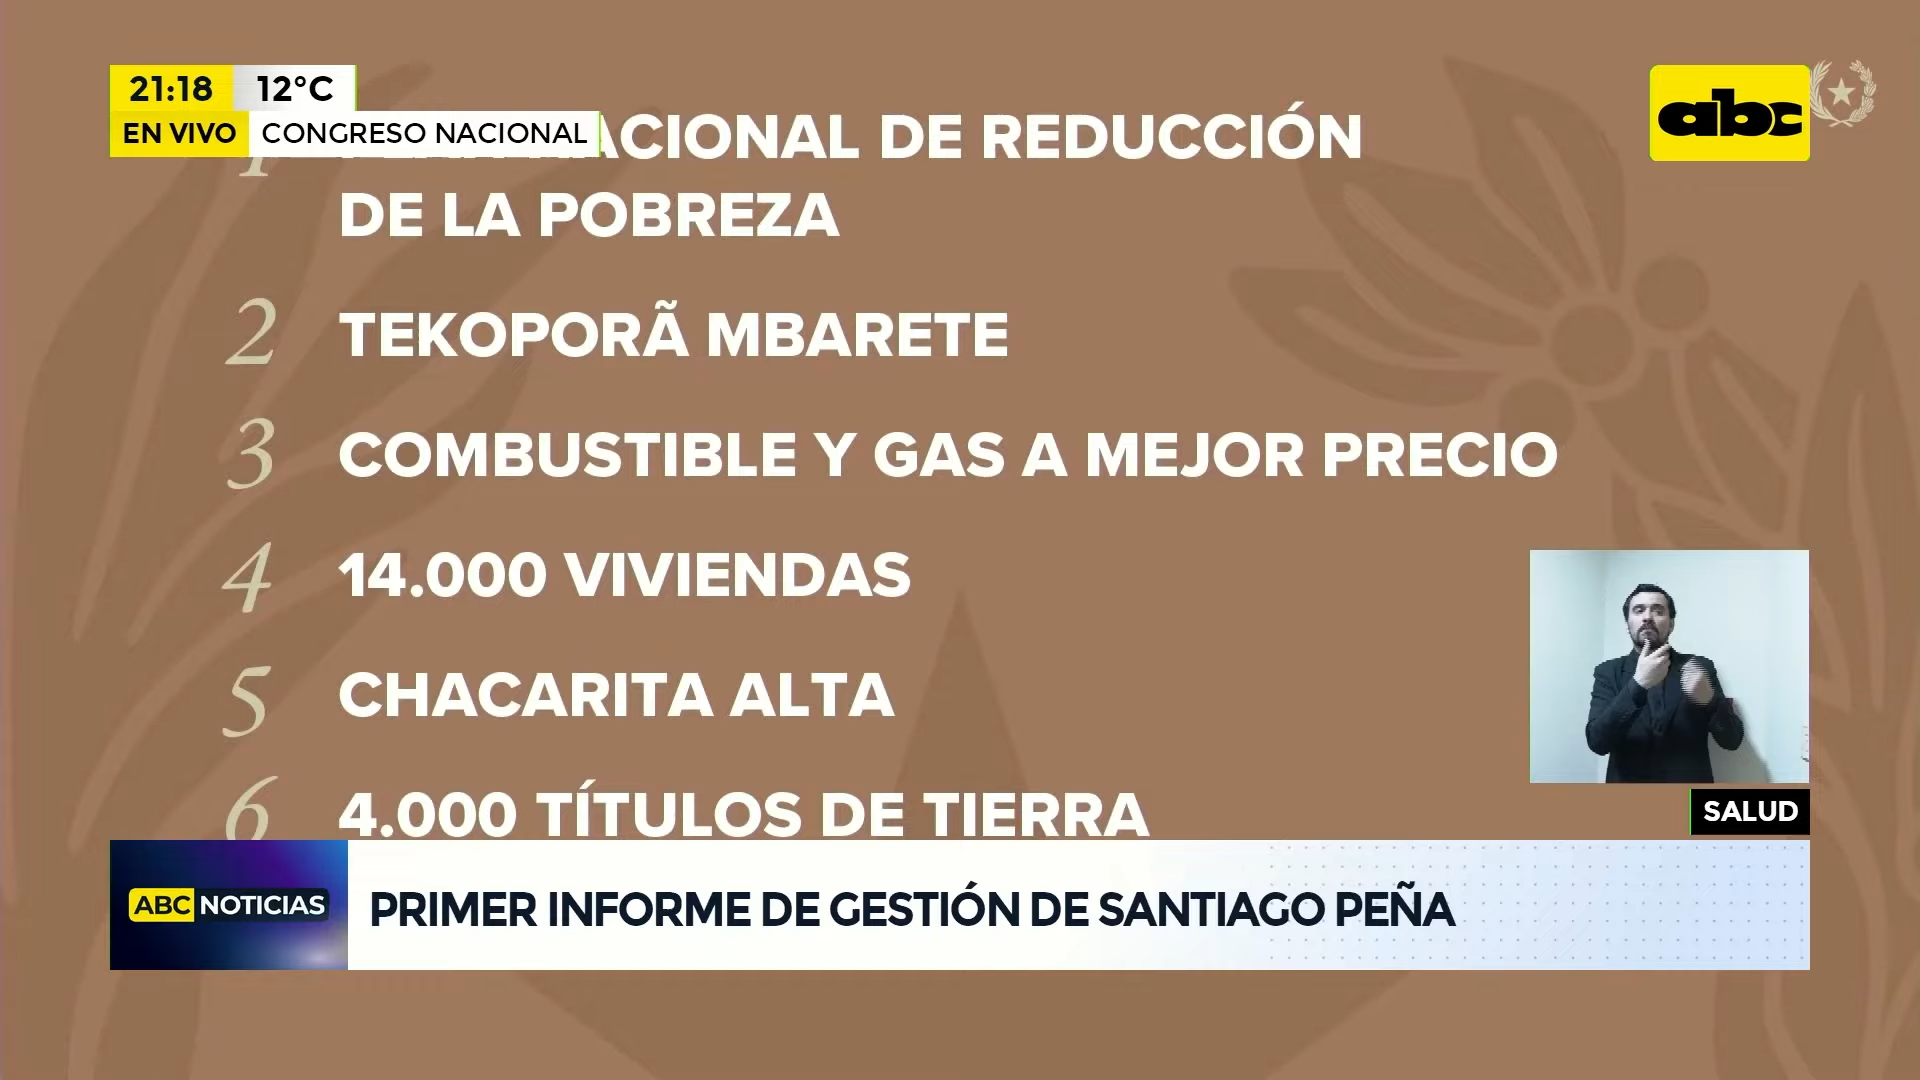 21:18 12°C
abc
EN VIVO CONGRESO NACIONAL
1 ACIONAL DE REDUCCIÓN
DE LA POBREZA
2 TEKOPORÃ MBARETE
3 COMBUSTIBLE Y GAS A MEJOR PRECIO
4 14.000 VIVIENDAS
5 CHACARITA ALTA
6 4.000 TÍTULOS DE TIERRA
SALUD
ABC NOTICIAS
PRIMER INFORME DE GESTIÓN DE SANTIAGO PEÑA